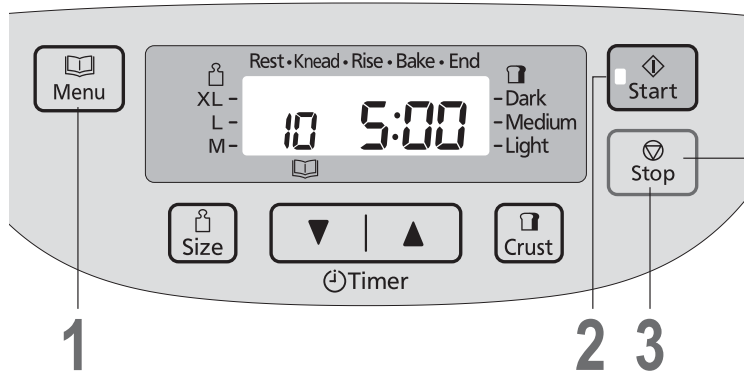 Rest • Knead • Rise • Bake • End
Menu
XL –
L –
M –
10 5:00
– Dark
– Medium
– Light
Start
Stop
Size
▼ | ▲
Crust
Timer
1
2
3